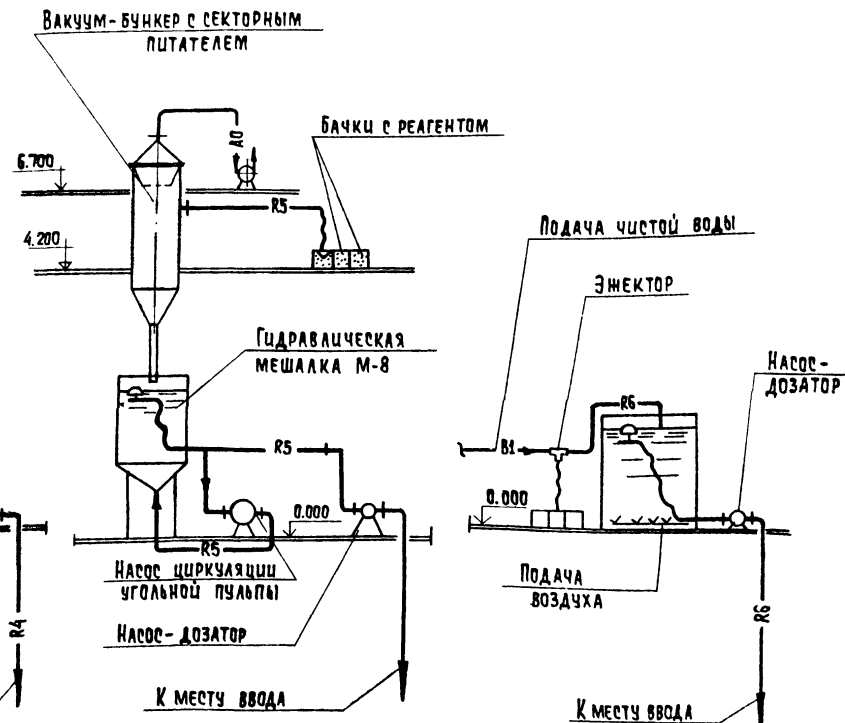 Вакуум-бункер с секторным
питателем
А0
Бачки с реагентом
6.700
R5
4.200
Гидравлическая
мешалка М-8
R5
0.000
R5
Насос циркуляции
угольной пульпы
Насос-дозатор
К месту ввода
R4
Подача чистой воды
Эжектор
Насос-
дозатор
R6
В1
0.000
Подача
воздуха
R6
К месту ввода